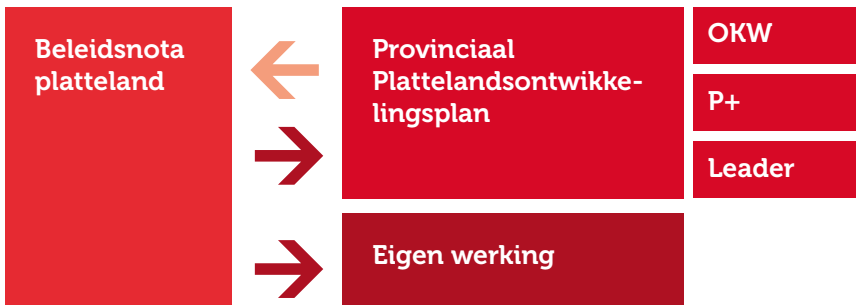 Beleidsnota
platteland
Provinciaal
Plattelandsontwikke-
lingsplan
OKW
P+
Leader
Eigen werking